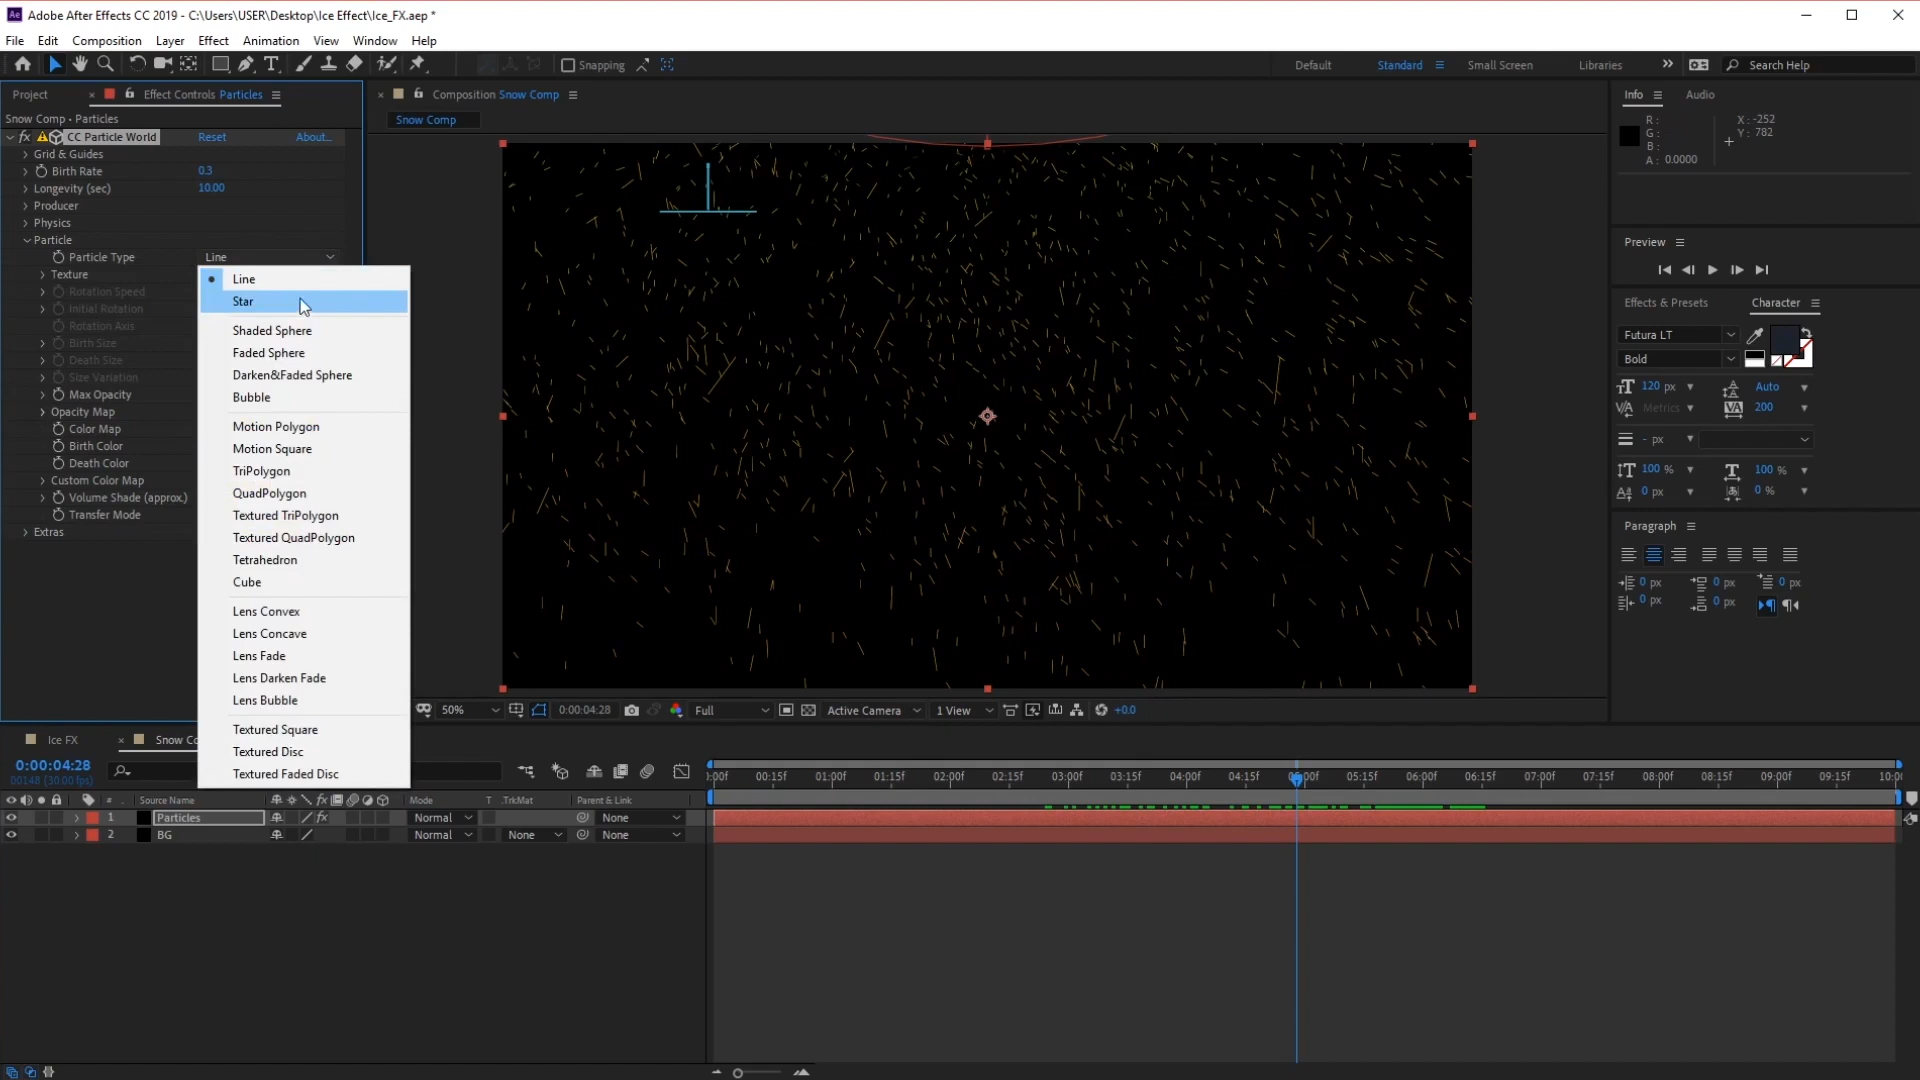 Adobe After Effects CC 2019 - C:\Users\USER\Desktop\Ice Effect\Ice_FX.aep *
File Edit Composition Layer Effect Animation View Window Help
Snapping Default Standard Small Screen Libraries Search Help
Project Effect Controls Particles
Composition Snow Comp
Info Audio
Snow Comp • Particles
Snow Comp
CC Particle World Reset About...
Grid & Guides
Birth Rate 0.3
Longevity (sec) 10.00
Producer
Physics
Particle
Particle Type Line
Texture
Rotation Speed
Initial Rotation
Rotation Axis
Birth Size
Death Size
Size Variation
Max Opacity
Opacity Map
Color Map
Birth Color
Death Color
Custom Color Map
Volume Shade (approx.)
Transfer Mode
Extras
Line
Star
Shaded Sphere
Faded Sphere
Darken&Faded Sphere
Bubble
Motion Polygon
Motion Square
TriPolygon
QuadPolygon
Textured TriPolygon
Textured QuadPolygon
Tetrahedron
Cube
Lens Convex
Lens Concave
Lens Fade
Lens Darken Fade
Lens Bubble
Textured Square
Textured Disc
Textured Faded Disc
R :
G :
B :
A : 0.0000
X : -252
Y : 782
Preview
Effects & Presets Character
Futura LT
Bold
120 px Auto
Metrics 200
- px
100 % 100 %
0 px 0 %
Paragraph
0 px 0 px 0 px
0 px 0 px
50% 0:00:04:28 Full Active Camera 1 View +0.0
Ice FX Snow Co
0:00:04:28
00148 (30.00 fps)
:00f 00:15f 01:00f 01:15f 02:00f 02:15f 03:00f 03:15f 04:00f 04:15f 05:00f 05:15f 06:00f 06:15f 07:00f 07:15f 08:00f 08:15f 09:00f 09:15f 10:0
# Source Name Mode T .TrkMat Parent & Link
1 Particles Normal None
2 BG Normal None None